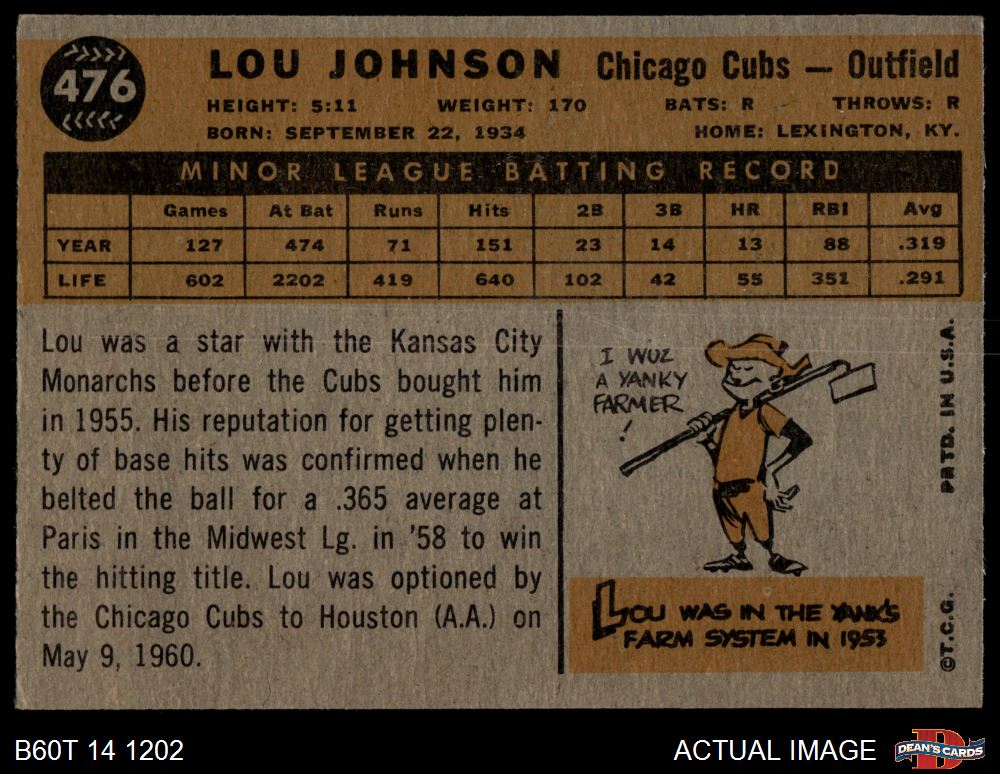 476
LOU JOHNSON Chicago Cubs — Outfield
HEIGHT: 5:11 WEIGHT: 170 BATS: R THROWS: R
BORN: SEPTEMBER 22, 1934 HOME: LEXINGTON, KY.
MINOR LEAGUE BATTING RECORD
Games At Bat Runs Hits 2B 3B HR RBI Avg
YEAR 127 474 71 151 23 14 13 88 .319
LIFE 602 2202 419 640 102 42 55 351 .291
Lou was a star with the Kansas City
Monarchs before the Cubs bought him
in 1955. His reputation for getting plen-
ty of base hits was confirmed when he
belted the ball for a .365 average at
Paris in the Midwest Lg. in '58 to win
the hitting title. Lou was optioned by
the Chicago Cubs to Houston (A.A.) on
May 9, 1960.
I WUZ
A YANKY
FARMER
!
LOU WAS IN THE YANKS
FARM SYSTEM IN 1953
©T.C.G. PRTD. IN U.S.A.
B60T 14 1202 ACTUAL IMAGE
DEAN'S CARDS